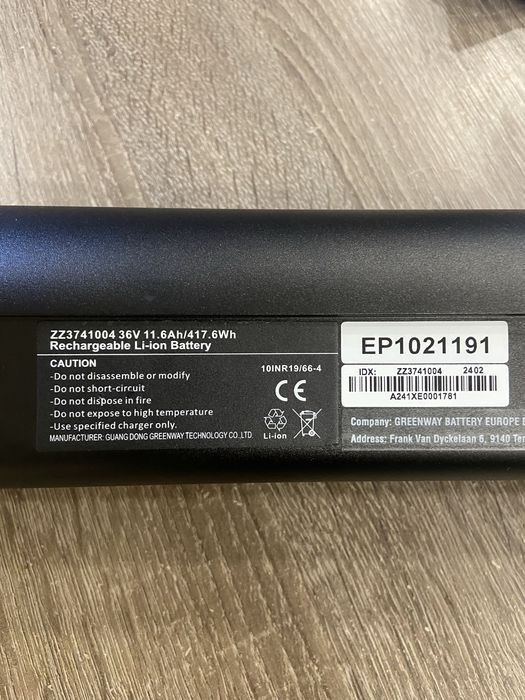 ZZ3741004 36V 11.6Ah/417.6Wh
Rechargeable Li-ion Battery
CAUTION
-Do not disassemble or modify
-Do not short-circuit
-Do not dispose in fire
-Do not expose to high temperature
-Use specified charger only.
MANUFACTURER: GUANG DONG GREENWAY TECHNOLOGY CO.,LTD.
10INR19/66-4
CE
Li-ion
EP1021191
IDX: ZZ3741004 2402
A241XE0001781
Company: GREENWAY BATTERY EUROPE
Address: Frank Van Dyckelaan 6, 9140